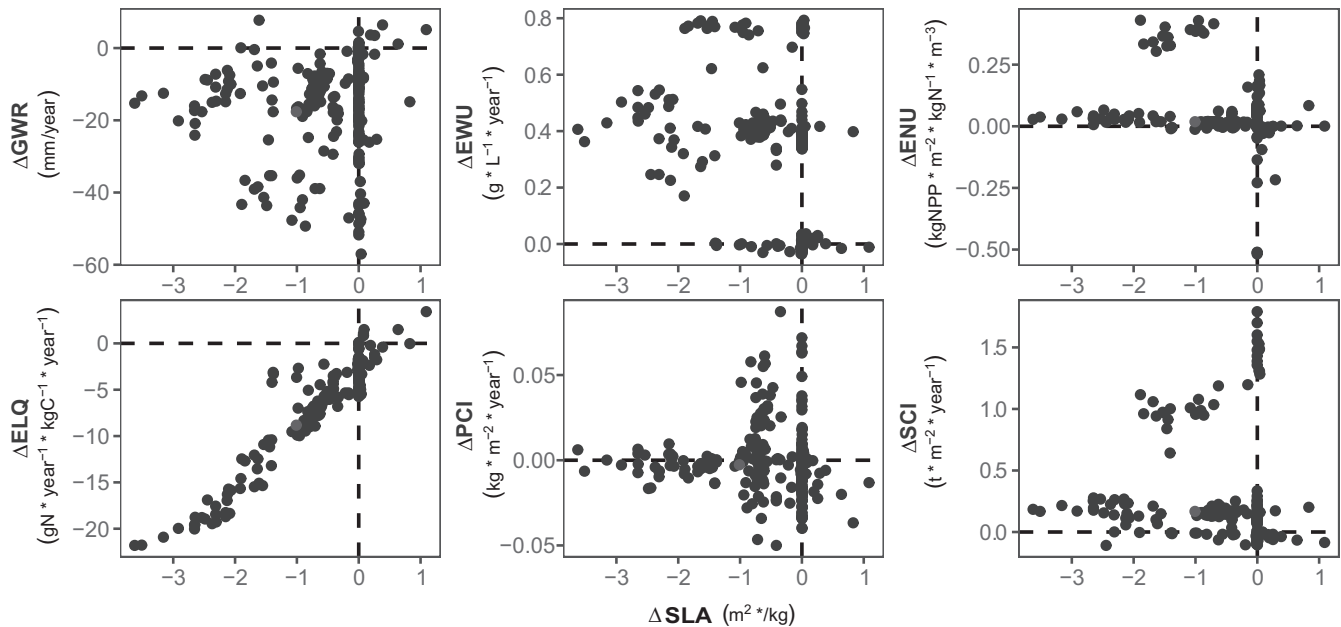 ΔGWR
(mm/year)
0
−20
−40
−60
−3 −2 −1 0 1
ΔEWU
(g * L⁻¹ * year⁻¹)
0.8
0.6
0.4
0.2
0.0
−3 −2 −1 0 1
ΔENU
(kgNPP * m⁻² * kgN⁻¹ * m⁻³)
0.25
0.00
−0.25
−0.50
−3 −2 −1 0 1
ΔELQ
(gN * year⁻¹ * kgC⁻¹ * year⁻¹)
0
−5
−10
−15
−20
−3 −2 −1 0 1
ΔPCI
(kg * m⁻² * year⁻¹)
0.05
0.00
−0.05
−3 −2 −1 0 1
ΔSCI
(t * m⁻² * year⁻¹)
1.5
1.0
0.5
0.0
−3 −2 −1 0 1
Δ SLA (m² */kg)